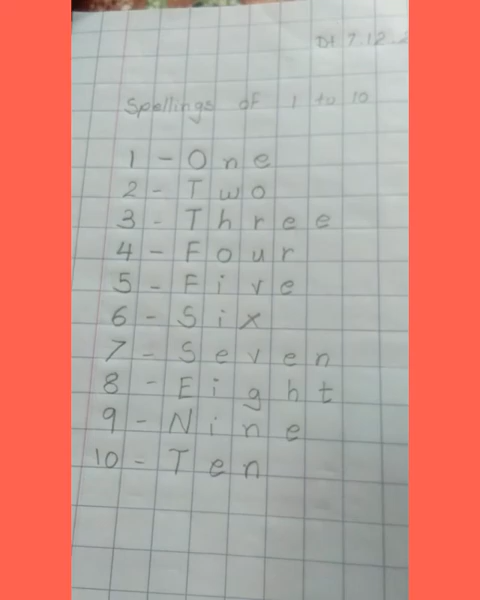 Dt 7.12.2
Spellings of 1 to 10
1 - One
2 - Two
3 - Three
4 - Four
5 - Five
6 - Six
7 - Seven
8 - Eight
9 - Nine
10 - Ten